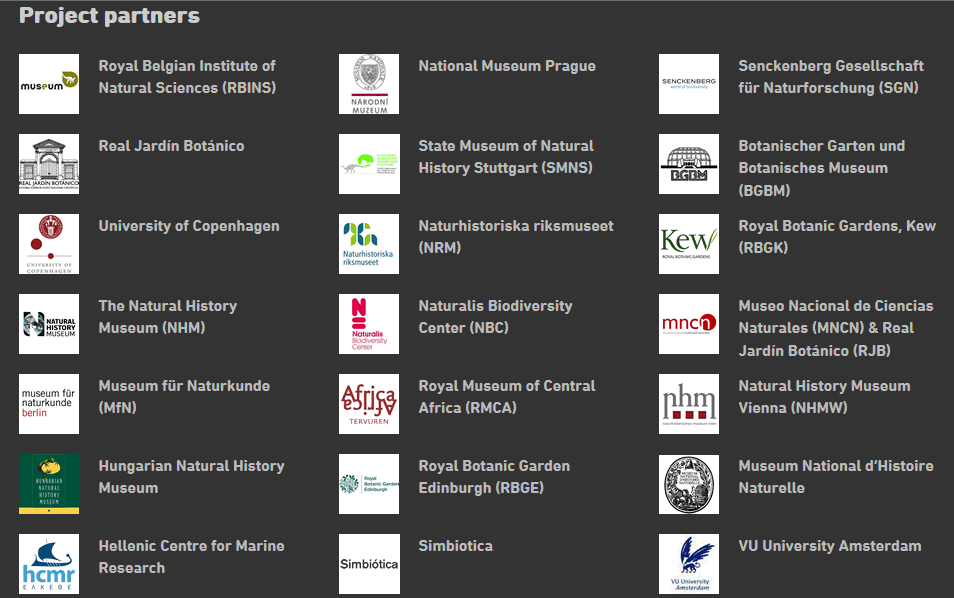 Project partners
museum
Royal Belgian Institute of
Natural Sciences (RBINS)
NÁRODNÍ
MUZEUM
National Museum Prague
SENCKENBERG
world of biodiversity
Senckenberg Gesellschaft
für Naturforschung (SGN)
REAL JARDÍN BOTÁNICO
Real Jardín Botánico
State Museum of Natural
History Stuttgart (SMNS)
BGBM
Botanischer Garten und
Botanisches Museum
(BGBM)
UNIVERSITY OF
COPENHAGEN
University of Copenhagen
Naturhistoriska
riksmuseet
Naturhistoriska riksmuseet
(NRM)
Kew
ROYAL BOTANIC GARDENS
Royal Botanic Gardens, Kew
(RBGK)
NATURAL
HISTORY
MUSEUM
The Natural History
Museum (NHM)
N
Naturalis
Biodiversity
Center
Naturalis Biodiversity
Center (NBC)
mncn
Museo Nacional de Ciencias
Naturales (MNCN) & Real
Jardín Botánico (RJB)
museum für
naturkunde
berlin
Museum für Naturkunde
(MfN)
Africa
TERVUREN
Royal Museum of Central
Africa (RMCA)
nhm
naturhistorisches museum wien
Natural History Museum
Vienna (NHMW)
HUNGARIAN
NATURAL
HISTORY
MUSEUM
Hungarian Natural History
Museum
Royal
Botanic Garden
Edinburgh
Royal Botanic Garden
Edinburgh (RBGE)
MUSEUM
NATIONAL
D'HISTOIRE
NATURELLE
Museum National d'Histoire
Naturelle
hcmr
ΕΛΚΕΘΕ
Hellenic Centre for Marine
Research
Simbiótica
Simbiotica
VU University
Amsterdam
VU University Amsterdam